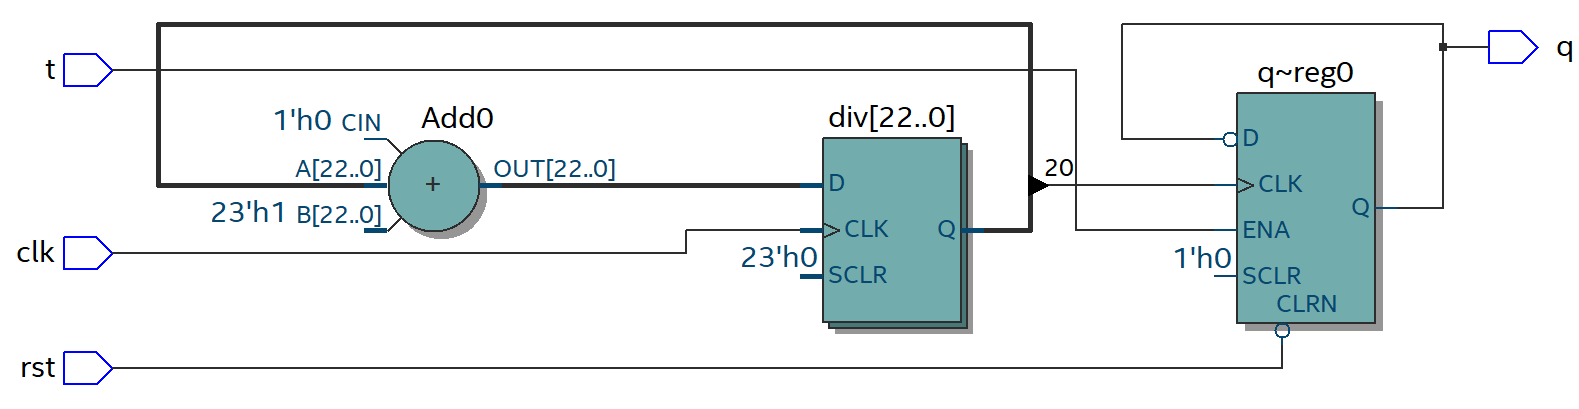 t
clk
rst
1'h0 CIN
Add0
A[22..0]
23'h1 B[22..0]
+
OUT[22..0]
div[22..0]
D
CLK
Q
23'h0
SCLR
20
q~reg0
D
CLK
Q
ENA
1'h0
SCLR
CLRN
q